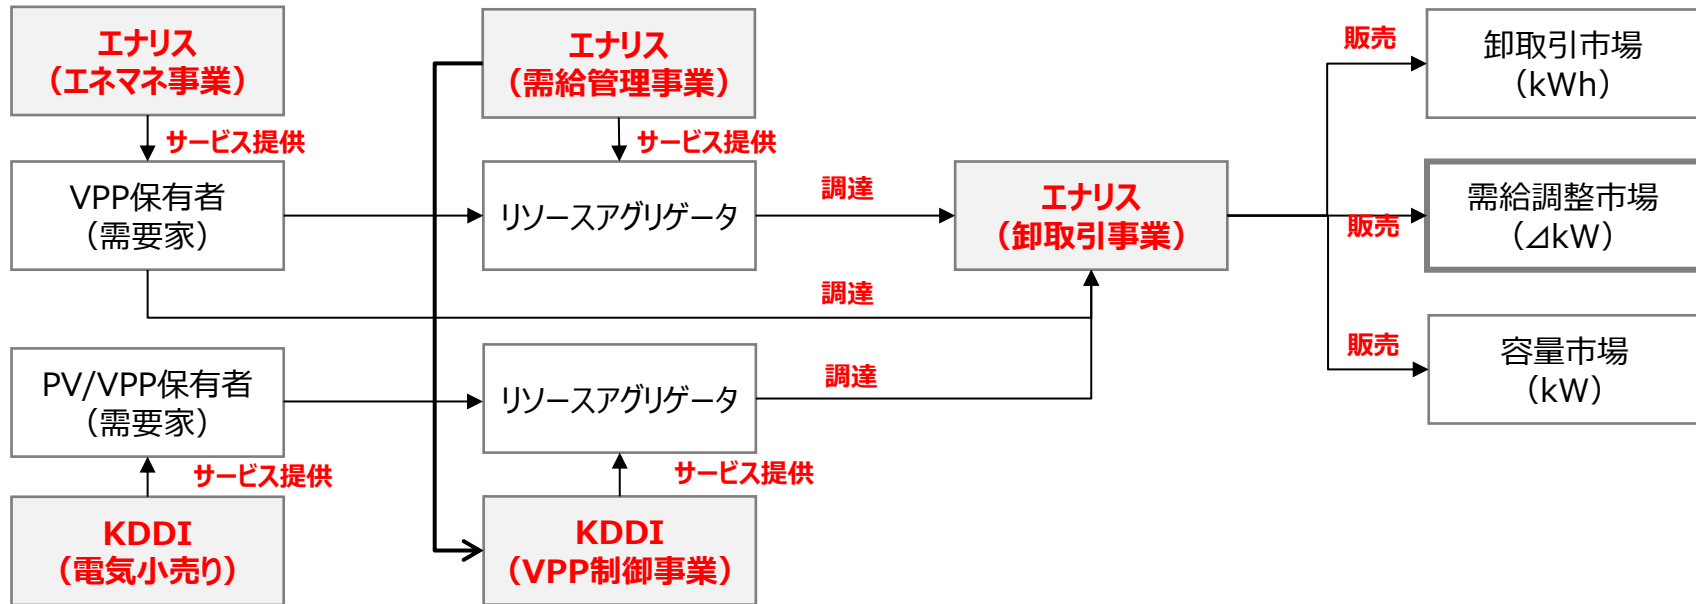 エナリス
（エネマネ事業）
サービス提供
VPP保有者
（需要家）
エナリス
（需給管理事業）
サービス提供
リソースアグリゲータ
調達
エナリス
（卸取引事業）
販売
卸取引市場
（kWh）
販売
需給調整市場
（⊿kW）
販売
容量市場
（kW）
調達
PV/VPP保有者
（需要家）
リソースアグリゲータ
調達
サービス提供
KDDI
（電気小売り）
サービス提供
KDDI
（VPP制御事業）